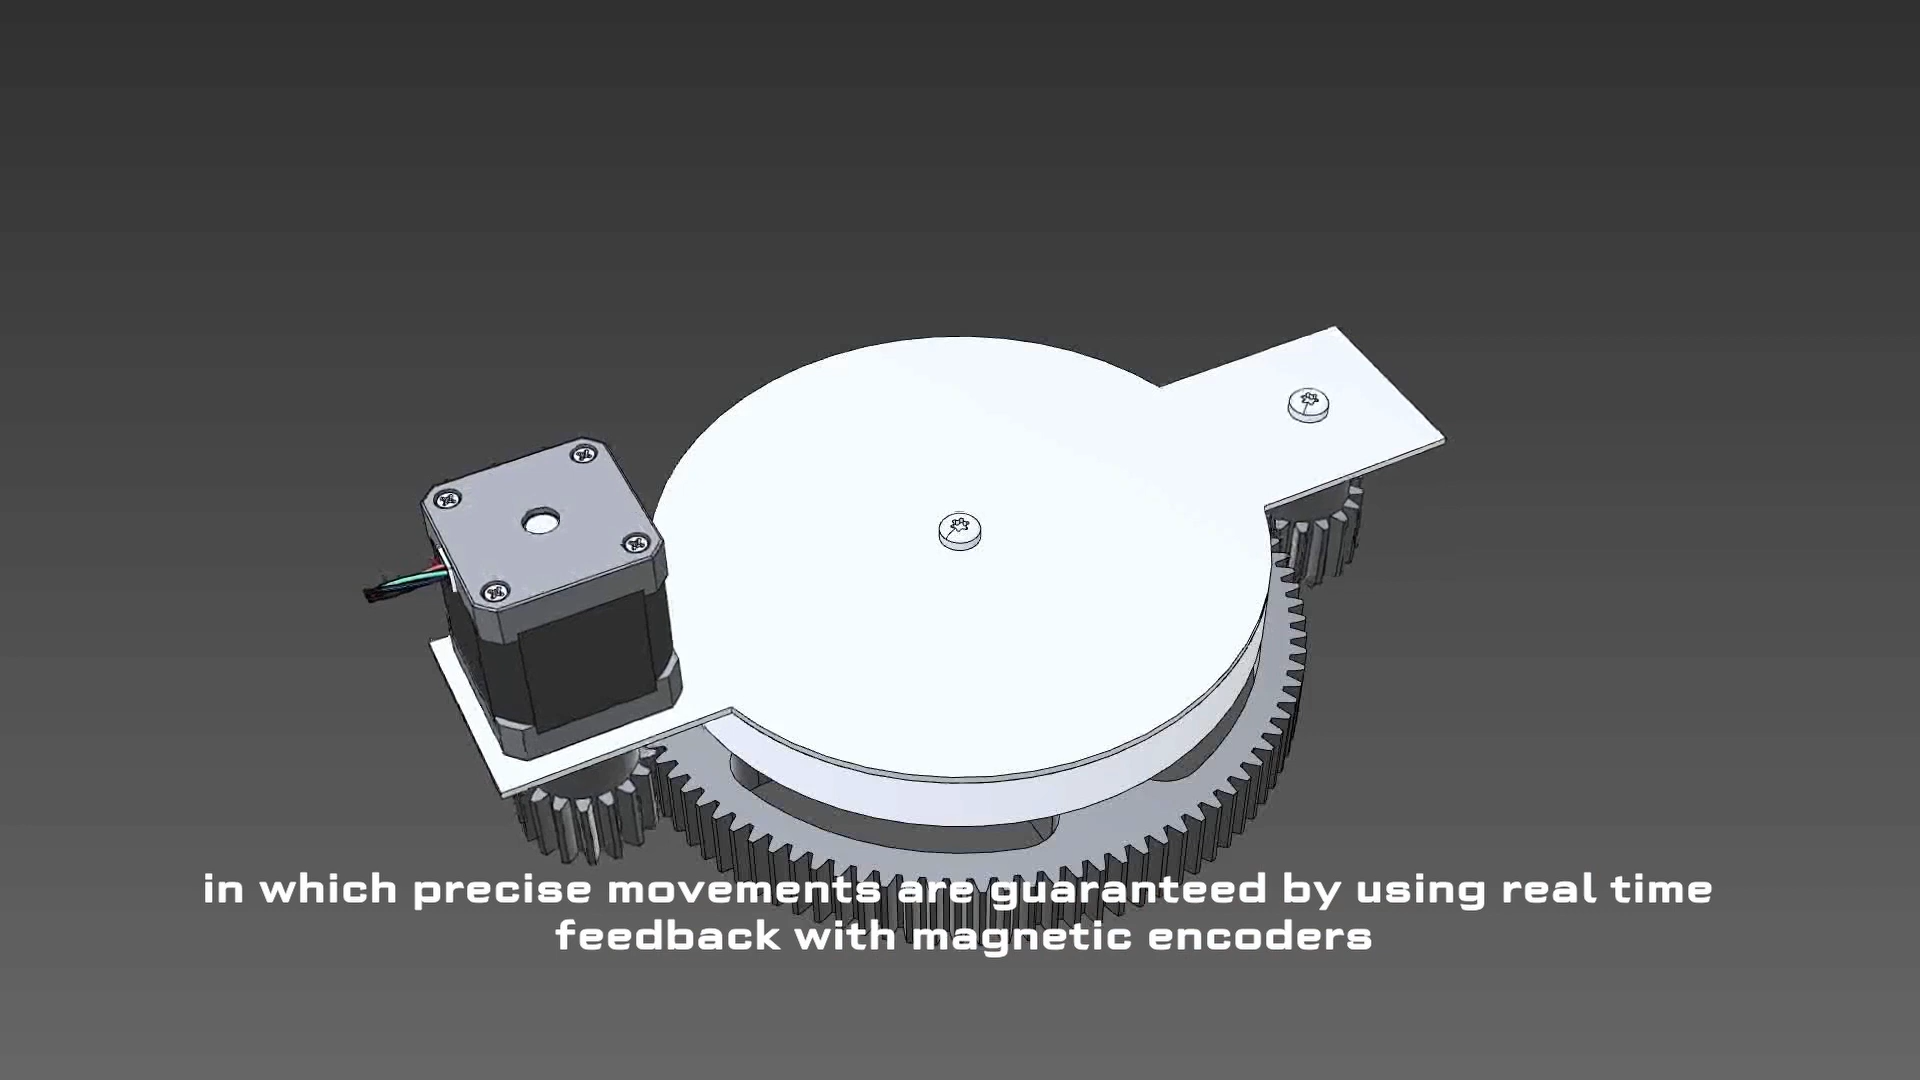 in which precise movements are guaranteed by using real time
feedback with magnetic encoders